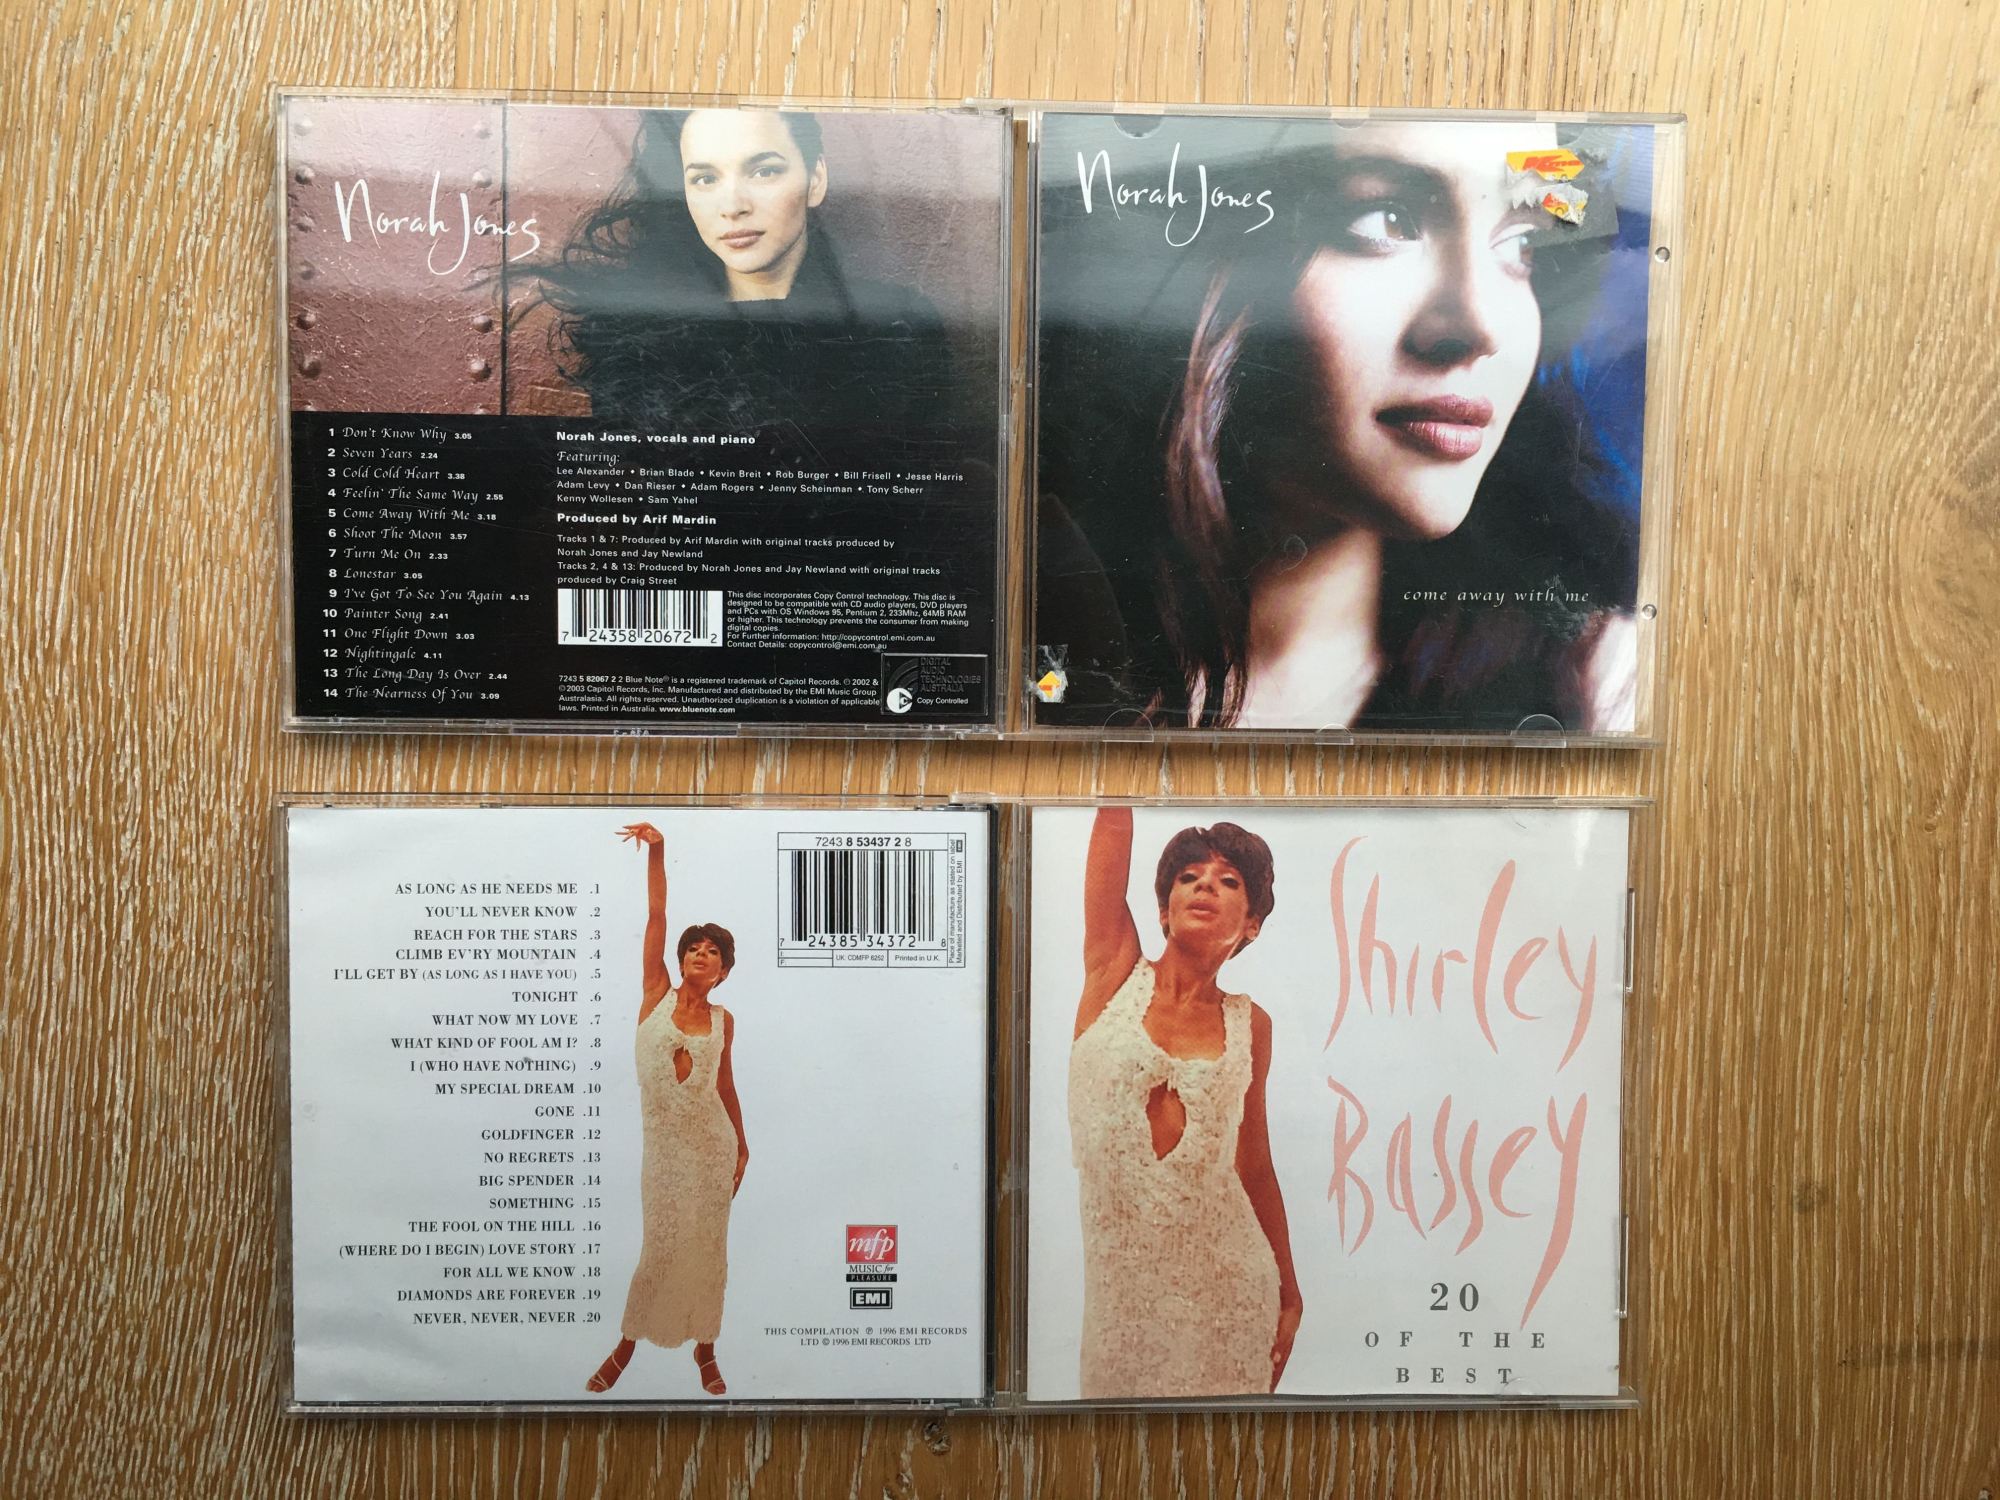 Norah Jones
1 Don't Know Why 3.05
2 Seven Years 2.24
3 Cold Cold Heart 3.38
4 Feelin' The Same Way 2.55
5 Come Away With Me 3.18
6 Shoot The Moon 3.57
7 Turn Me On 2.33
8 Lonestar 3.05
9 I've Got To See You Again 4.13
10 Painter Song 2.41
11 One Flight Down 3.03
12 Nightingale 4.11
13 The Long Day Is Over 2.44
14 The Nearness Of You 3.09
Norah Jones, vocals and piano
Featuring:
Lee Alexander • Brian Blade • Kevin Breit • Rob Burger • Bill Frisell • Jesse Harris
Adam Levy • Dan Rieser • Adam Rogers • Jenny Scheinman • Tony Scherr
Kenny Wollesen • Sam Yahel
Produced by Arif Mardin
Tracks 1 & 7: Produced by Arif Mardin with original tracks produced by
Norah Jones and Jay Newland
Tracks 2, 4 & 13: Produced by Norah Jones and Jay Newland with original tracks
produced by Craig Street
7 24358 20672 2
This disc incorporates Copy Control technology. This disc is
designed to be compatible with CD audio players, DVD players
and PCs with OS Windows 95, Pentium 2, 233Mhz, 64MB RAM
or higher. This technology prevents the consumer from making
digital copies.
For Further information: http://copycontrol.emi.com.au
Contact Details: copycontrol@emi.com.au
7243 5 82067 2 2 Blue Note® is a registered trademark of Capitol Records. ℗ 2002 &
©2003 Capitol Records, Inc. Manufactured and distributed by the EMI Music Group
Australasia. All rights reserved. Unauthorized duplication is a violation of applicable
laws. Printed in Australia. www.bluenote.com
DIGITAL
AUDIO
TECHNOLOGIES
AUSTRALIA
Copy Controlled
Norah Jones
come away with me
AS LONG AS HE NEEDS ME .1
YOU'LL NEVER KNOW .2
REACH FOR THE STARS .3
CLIMB EV'RY MOUNTAIN .4
I'LL GET BY (AS LONG AS I HAVE YOU) .5
TONIGHT .6
WHAT NOW MY LOVE .7
WHAT KIND OF FOOL AM I? .8
I (WHO HAVE NOTHING) .9
MY SPECIAL DREAM .10
GONE .11
GOLDFINGER .12
NO REGRETS .13
BIG SPENDER .14
SOMETHING .15
THE FOOL ON THE HILL .16
(WHERE DO I BEGIN) LOVE STORY .17
FOR ALL WE KNOW .18
DIAMONDS ARE FOREVER .19
NEVER, NEVER, NEVER .20
7243 8 53437 2 8
7 24385 34372 8
I:
F:
UK: CDMFP 6252
Printed in U.K.
Place of manufacture as stated on label
Marketed and Distributed by EMI
mfp
MUSIC for
PLEASURE
EMI
THIS COMPILATION ℗ 1996 EMI RECORDS
LTD © 1996 EMI RECORDS LTD
Shirley
Bassey
20
OF THE
BEST